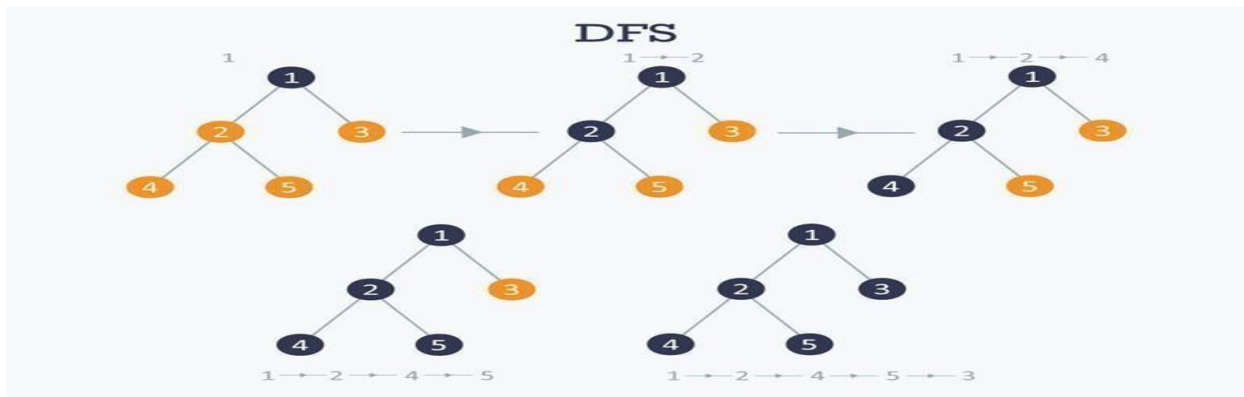 DFS
1 1 → 2 1 → 2 → 4
1 1 1
2 3 2 3 2 3
4 5 4 5 4 5
1 1
2 3 2 3
4 5 4 5
1 → 2 → 4 → 5 1 → 2 → 4 → 5 → 3